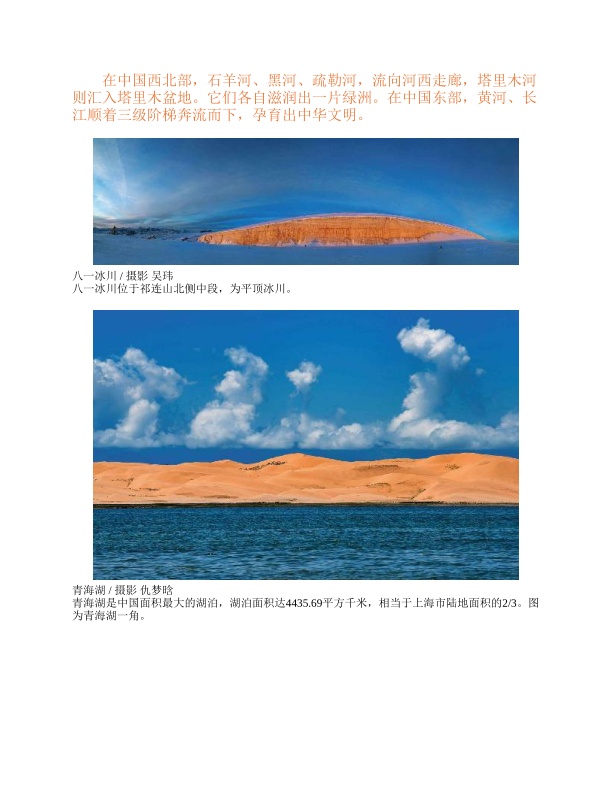 在中国西北部，石羊河、黑河、疏勒河，流向河西走廊，塔里木河
则汇入塔里木盆地。它们各自滋润出一片绿洲。在中国东部，黄河、长
江顺着三级阶梯奔流而下，孕育出中华文明。
八一冰川 / 摄影 吴玮
八一冰川位于祁连山北侧中段，为平顶冰川。
青海湖 / 摄影 仇梦晗
青海湖是中国面积最大的湖泊，湖泊面积达4435.69平方千米，相当于上海市陆地面积的2/3。图
为青海湖一角。